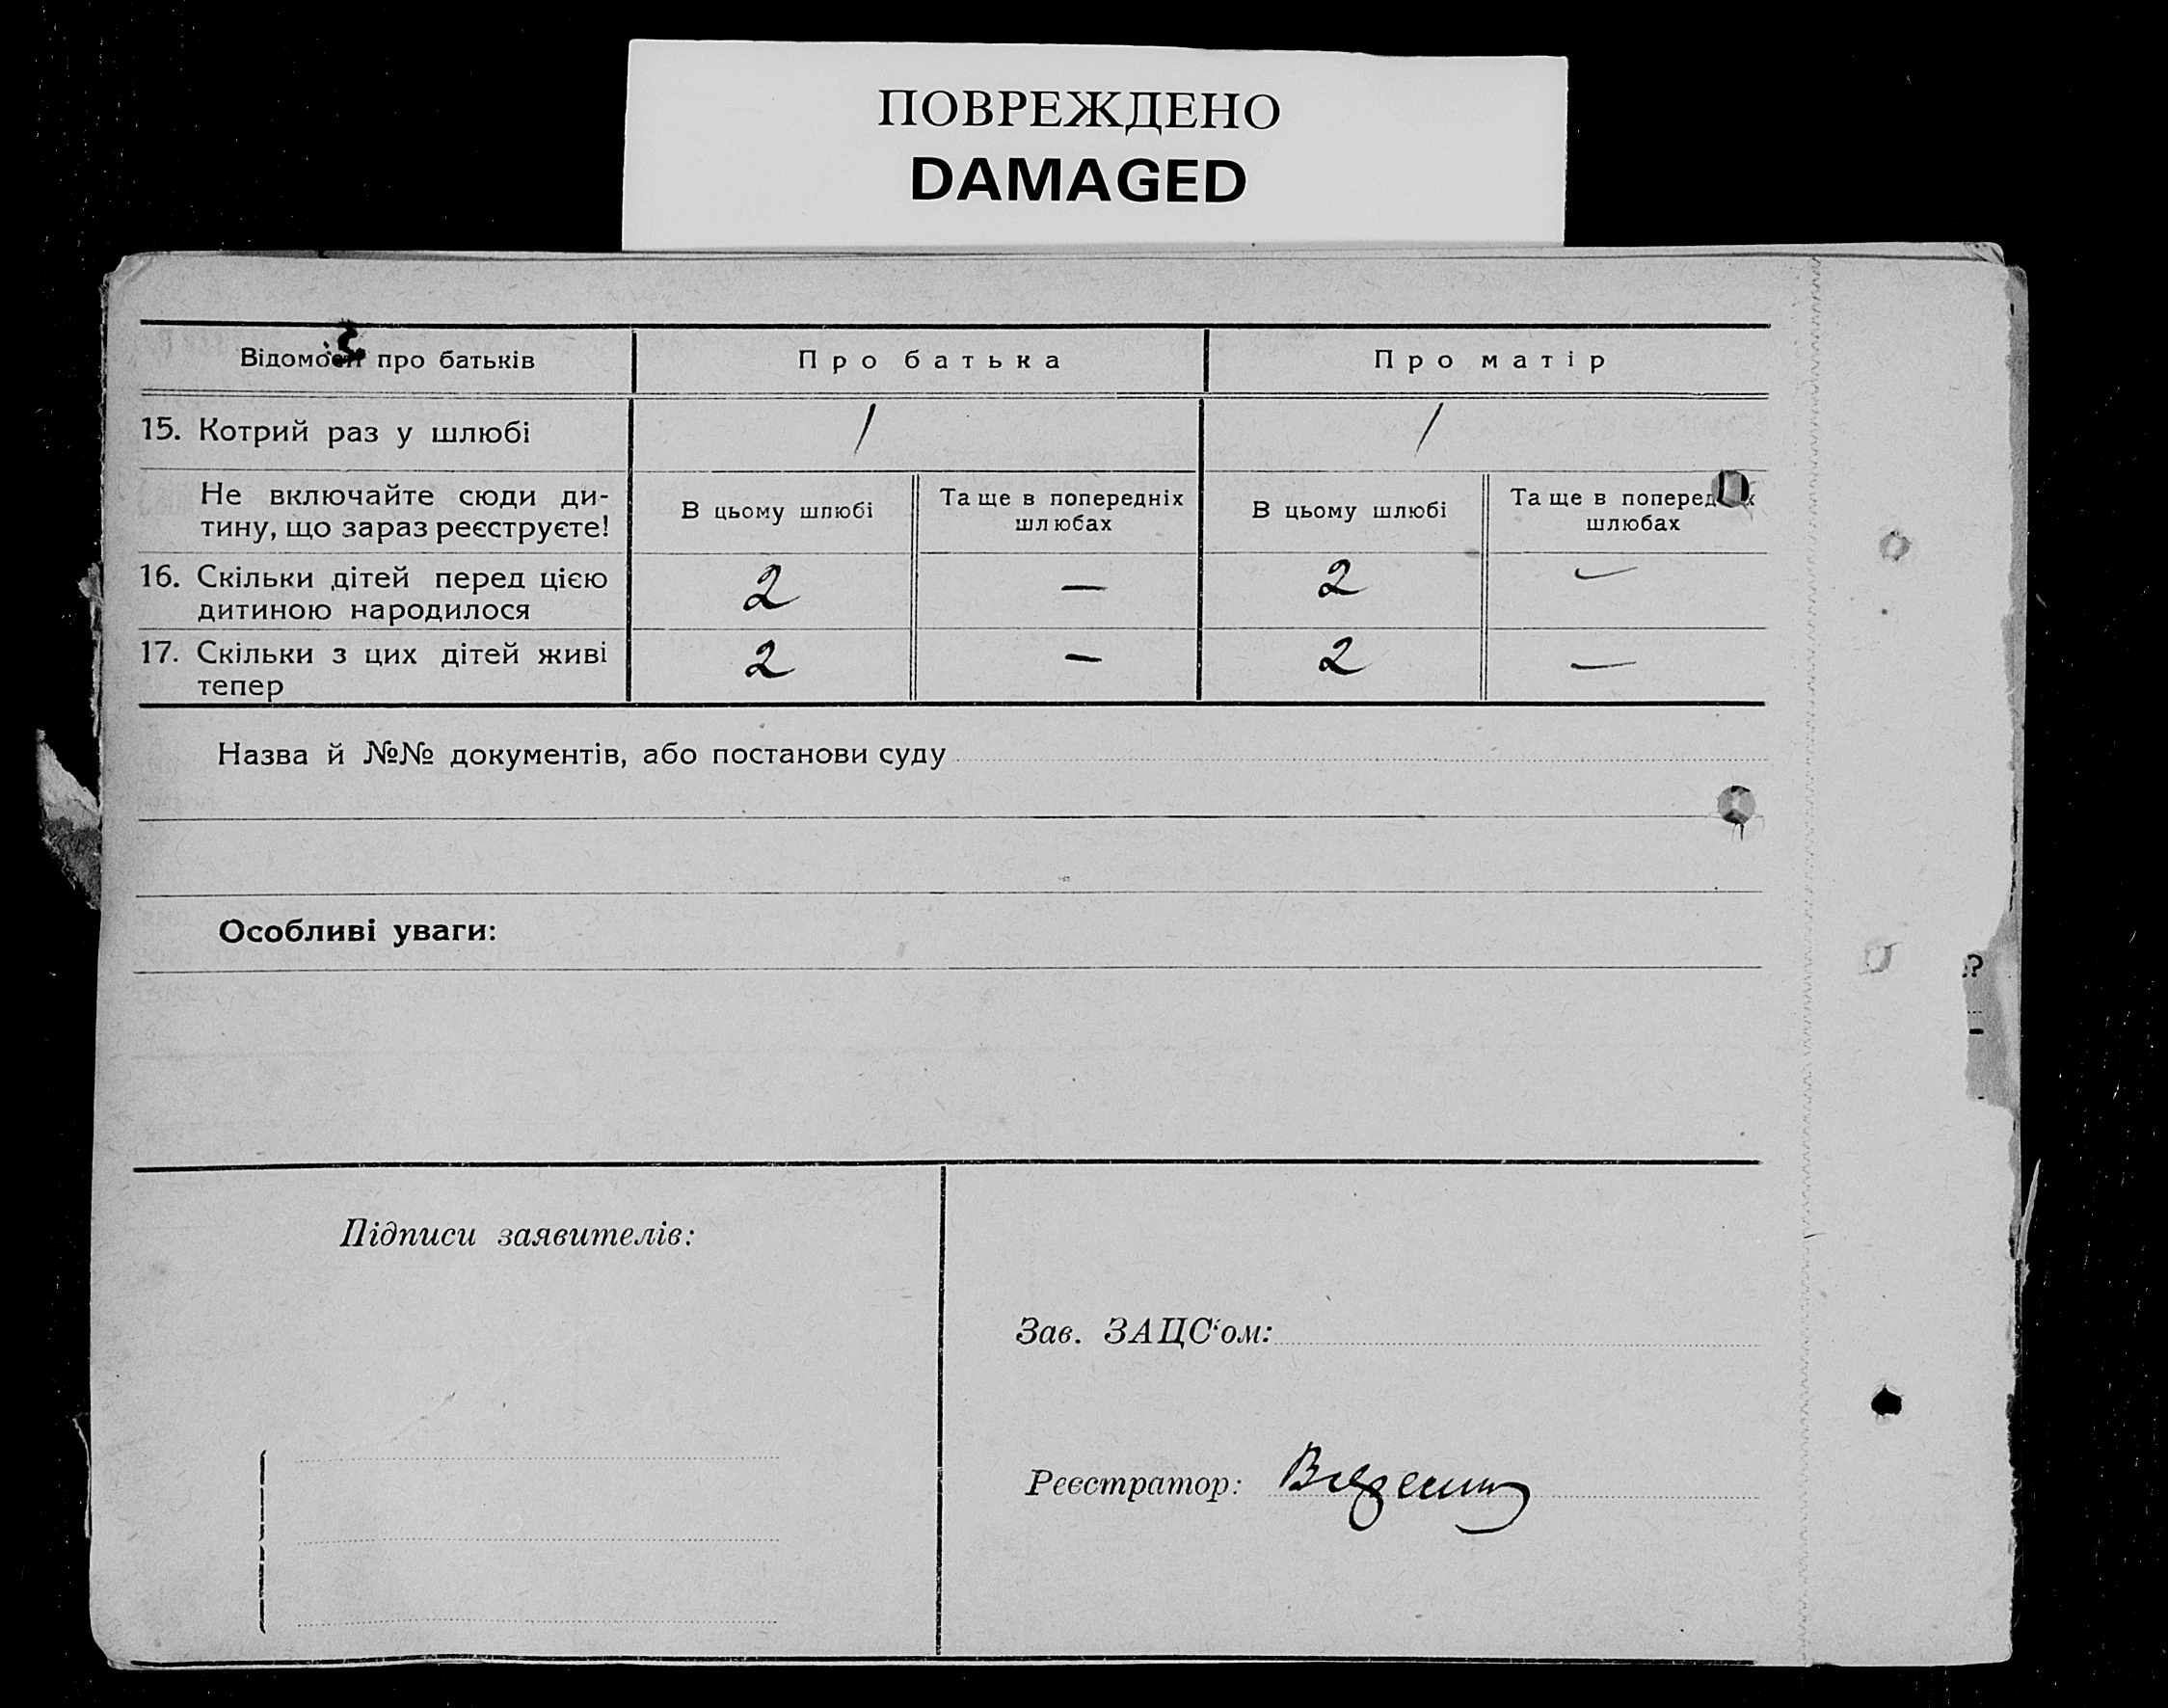 ПОВРЕЖДЕНО
DAMAGED
Відомості про батьків
Про батька
Про матір
15. Котрий раз у шлюбі
1
1
Не включайте сюди ди-
тину, що зараз реєструєте!
В цьому шлюбі
Та ще в попередніх
шлюбах
В цьому шлюбі
Та ще в попередніх
шлюбах
16. Скільки дітей перед цією
дитиною народилося
2
—
2
—
17. Скільки з цих дітей живі
тепер
2
—
2
—
Назва й №№ документів, або постанови суду
Особливі уваги:
?
Підписи заявителів:
Зав. ЗАЦС‘ом:
Реєстратор: